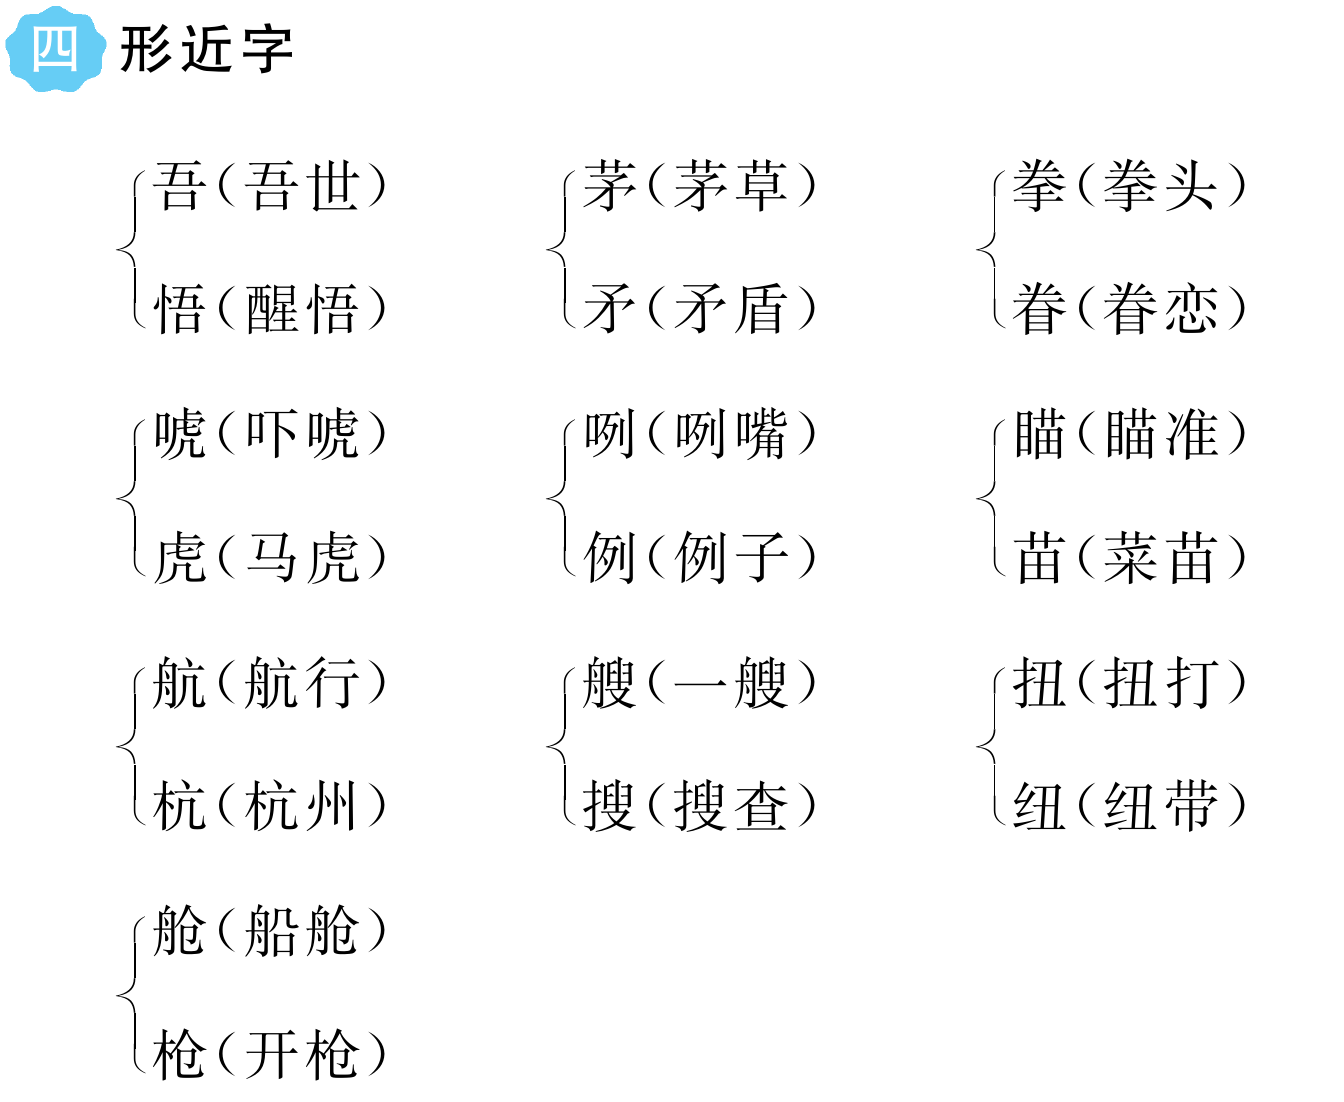 四 形近字
吾(吾世) 茅(茅草) 拳(拳头)
悟(醒悟) 矛(矛盾) 眷(眷恋)
唬(吓唬) 咧(咧嘴) 瞄(瞄准)
虎(马虎) 例(例子) 苗(菜苗)
航(航行) 艘(一艘) 扭(扭打)
杭(杭州) 搜(搜查) 纽(纽带)
舱(船舱)
枪(开枪)